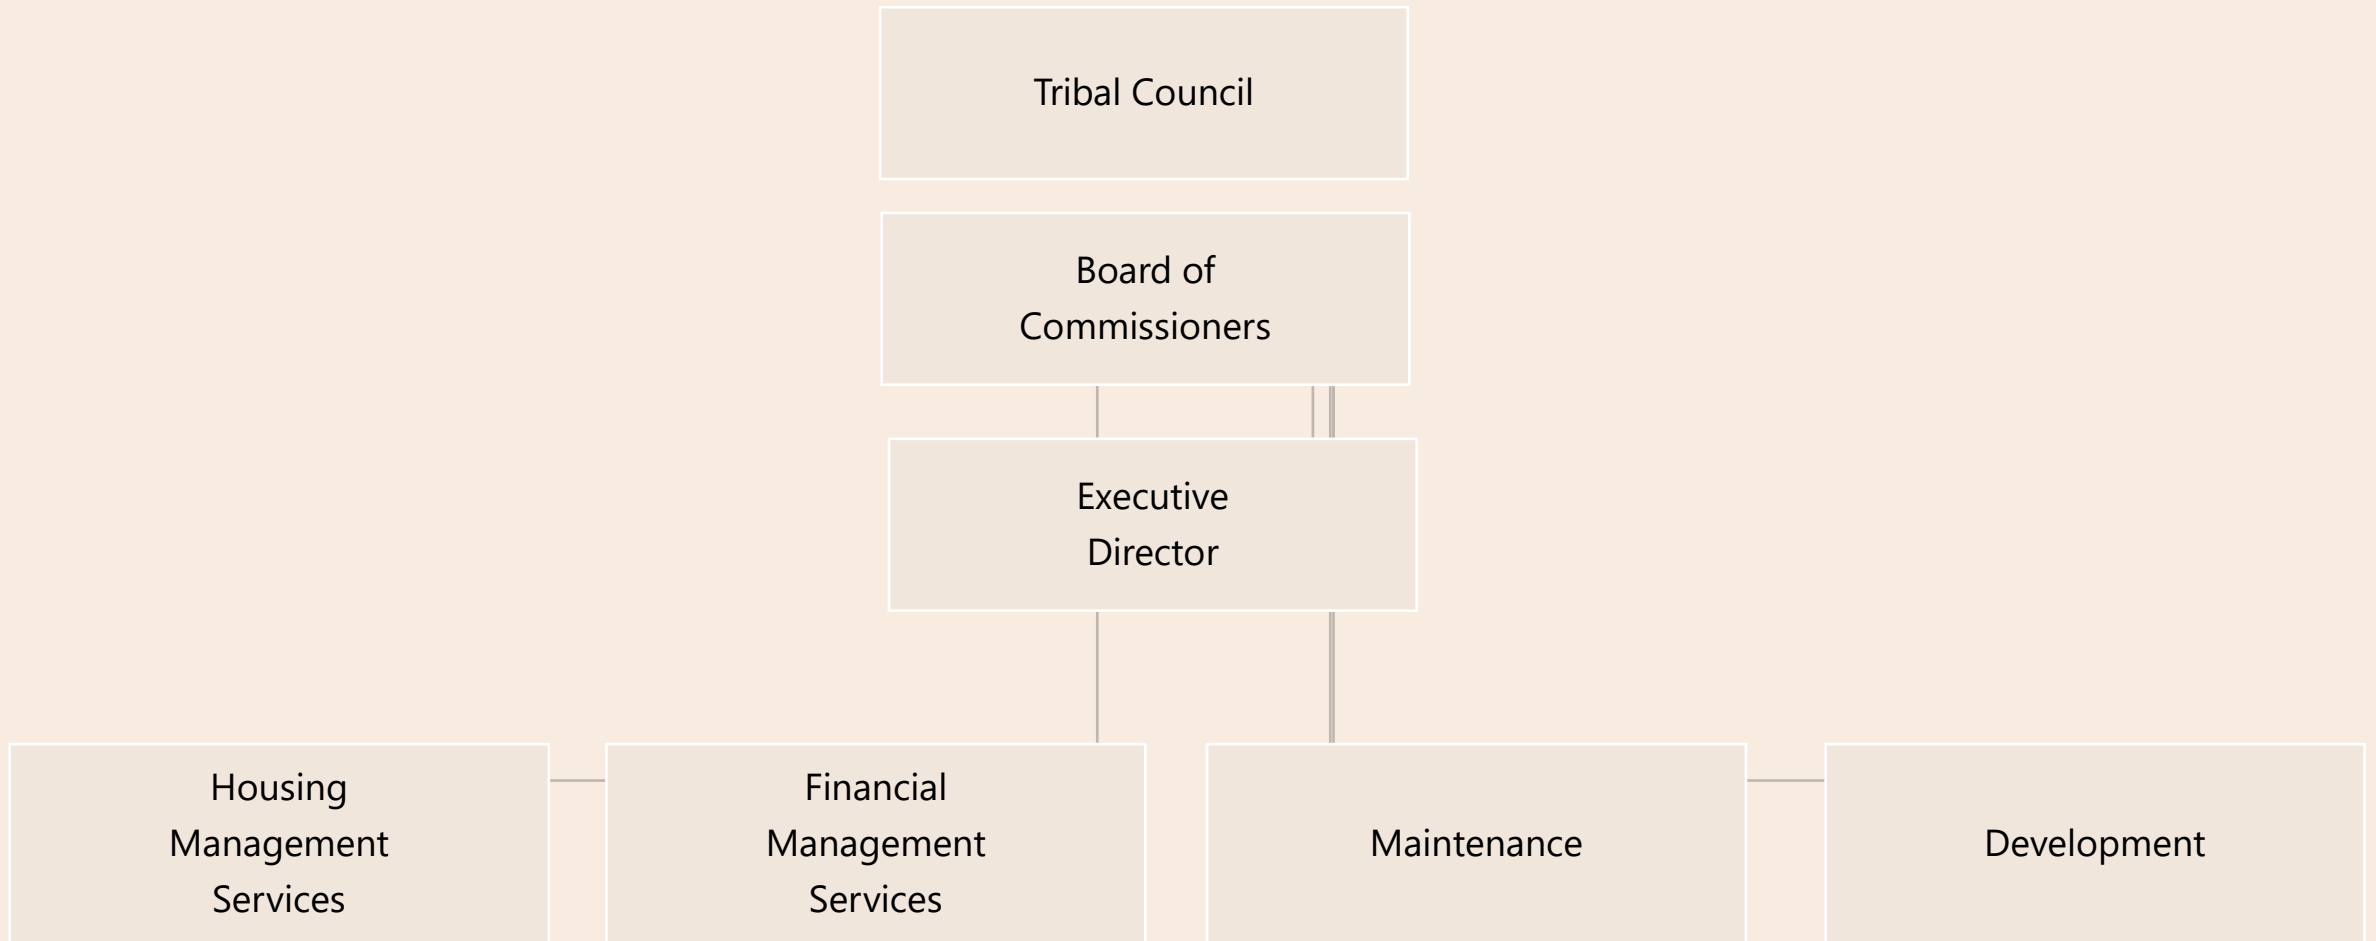 Tribal Council
Board of
Commissioners
Executive
Director
Housing
Management
Services
Financial
Management
Services
Maintenance
Development